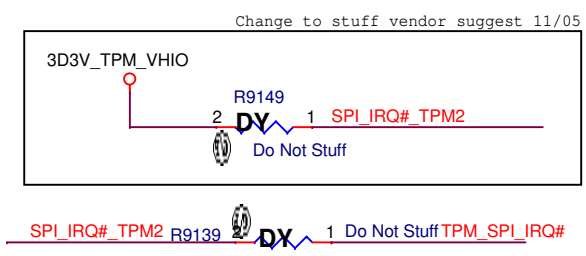 Change to stuff vendor suggest 11/05
3D3V_TPM_VHIO
R9149
2 DY 1 SPI_IRQ#_TPM2
Do Not Stuff
SPI_IRQ#_TPM2 R9139 2 DY 1 Do Not Stuff TPM_SPI_IRQ#